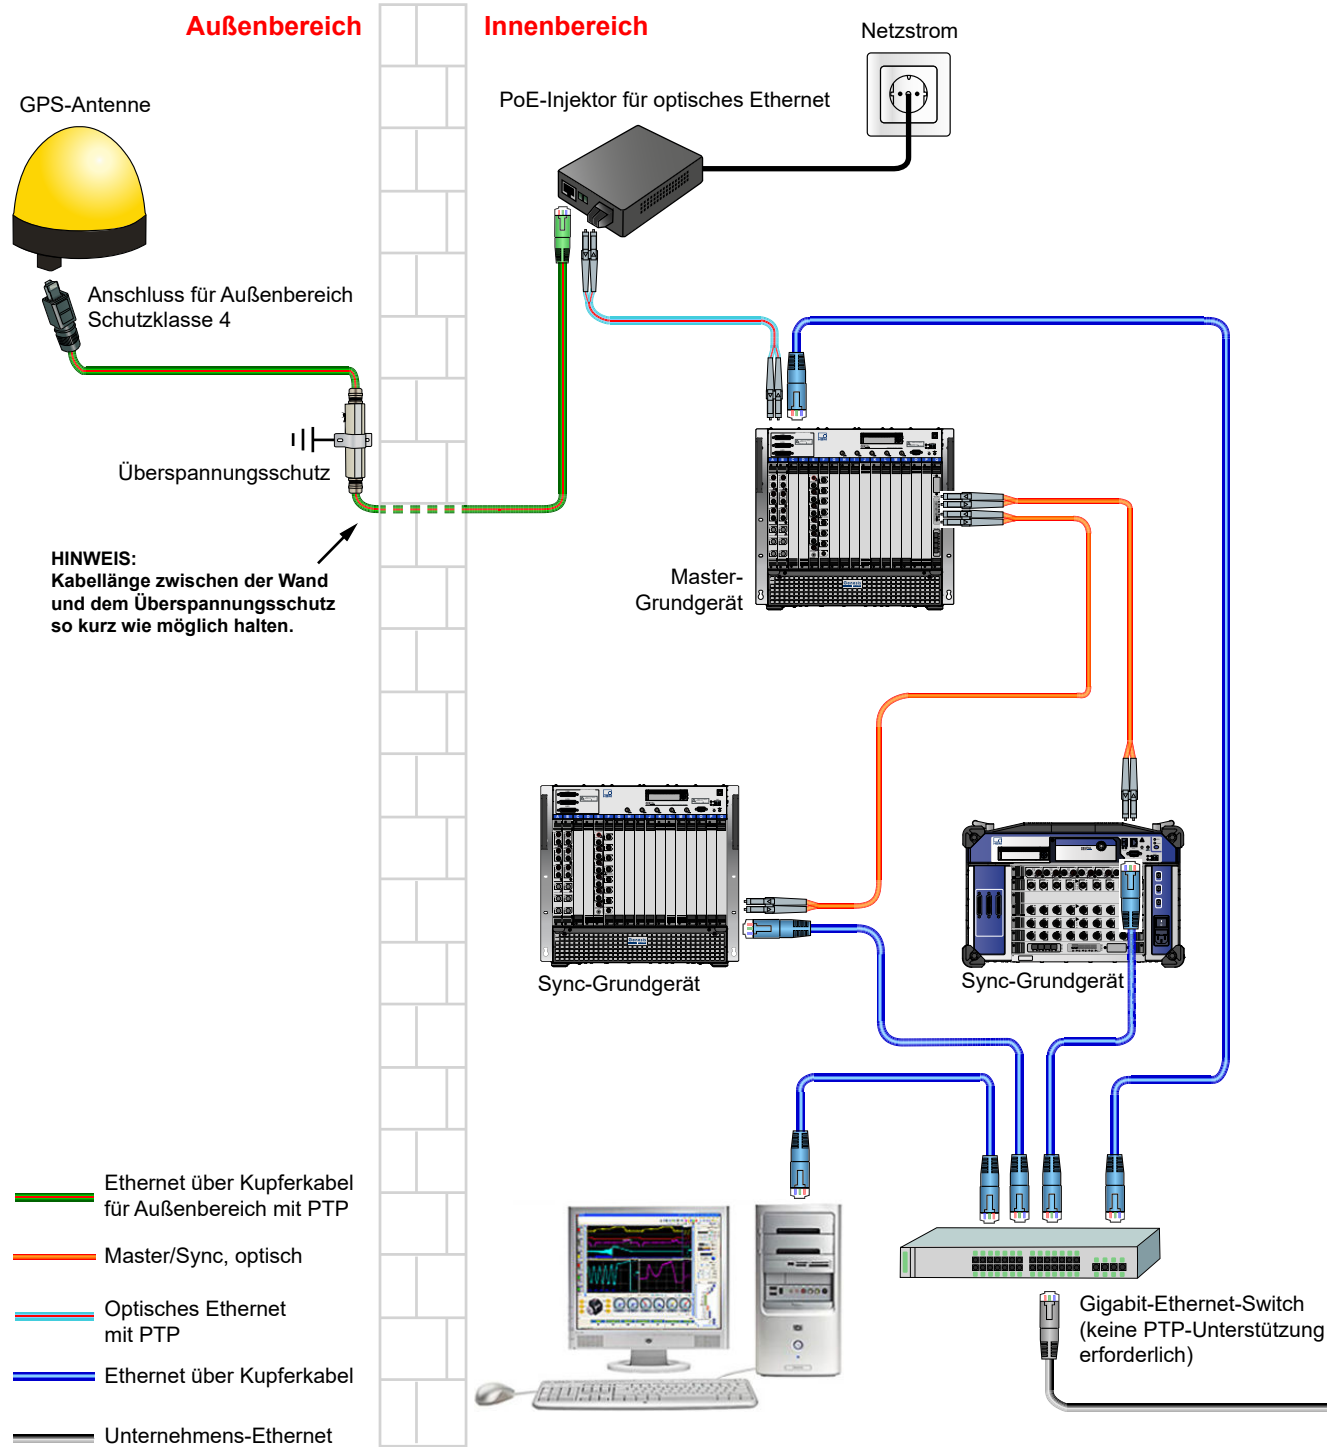 Außenbereich
Innenbereich
Netzstrom
GPS-Antenne
PoE-Injektor für optisches Ethernet
Anschluss für Außenbereich
Schutzklasse 4
Überspannungsschutz
HINWEIS:
Kabellänge zwischen der Wand
und dem Überspannungsschutz
so kurz wie möglich halten.
Master-
Grundgerät
Sync-Grundgerät
Sync-Grundgerät
Ethernet über Kupferkabel
für Außenbereich mit PTP
Master/Sync, optisch
Optisches Ethernet
mit PTP
Ethernet über Kupferkabel
Unternehmens-Ethernet
Gigabit-Ethernet-Switch
(keine PTP-Unterstützung
erforderlich)